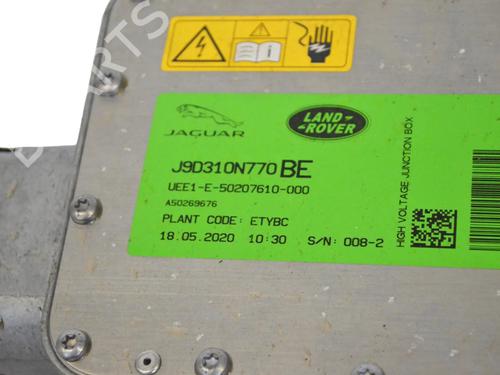 JAGUAR
LAND
ROVER
J9D310N770 BE
UEE1-E-50207610-000
A50269676
PLANT CODE: ETYBC
18.05.2020 10:30 S/N: 008-2
HIGH VOLTAGE JUNCTION BOX
PARTS